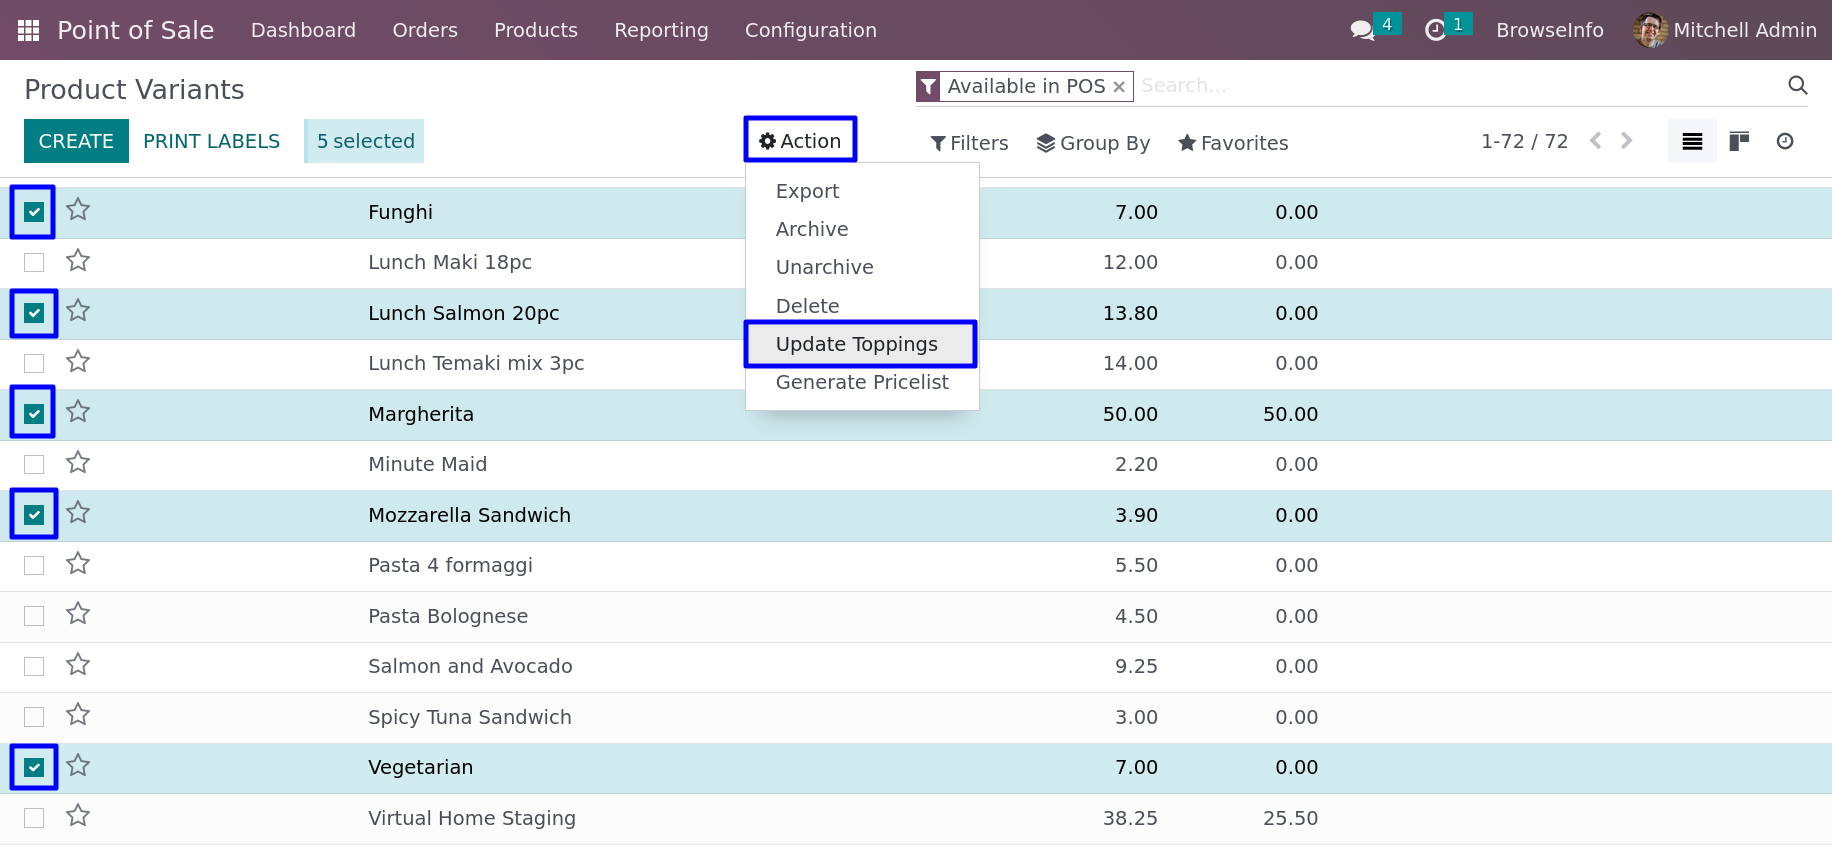 Point of Sale Dashboard Orders Products Reporting Configuration 4 1 BrowseInfo Mitchell Admin
Product Variants Available in POS × Search...
CREATE PRINT LABELS 5 selected Action Filters Group By Favorites 1-72 / 72
Export
Archive
Unarchive
Delete
Update Toppings
Generate Pricelist
Funghi 7.00 0.00
Lunch Maki 18pc 12.00 0.00
Lunch Salmon 20pc 13.80 0.00
Lunch Temaki mix 3pc 14.00 0.00
Margherita 50.00 50.00
Minute Maid 2.20 0.00
Mozzarella Sandwich 3.90 0.00
Pasta 4 formaggi 5.50 0.00
Pasta Bolognese 4.50 0.00
Salmon and Avocado 9.25 0.00
Spicy Tuna Sandwich 3.00 0.00
Vegetarian 7.00 0.00
Virtual Home Staging 38.25 25.50